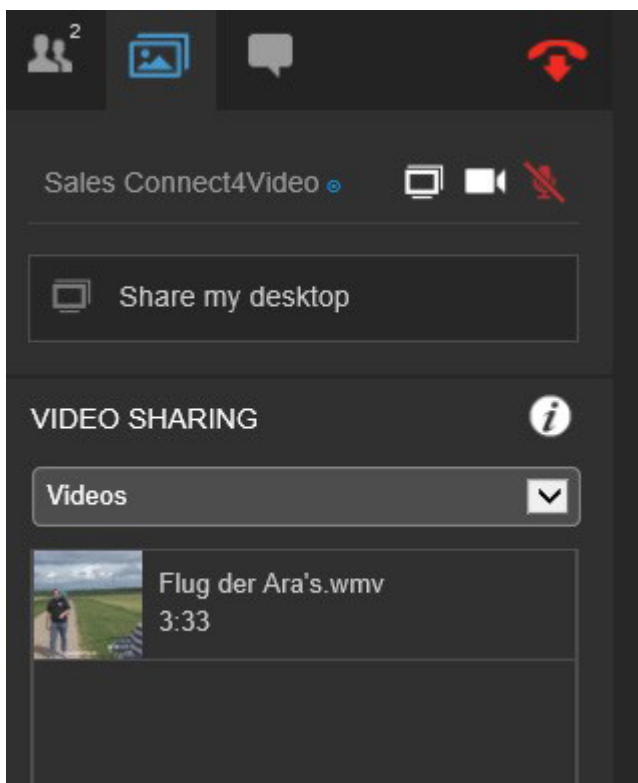 2
Sales Connect4Video
Share my desktop
VIDEO SHARING
i
Videos
Flug der Ara's.wmv
3:33